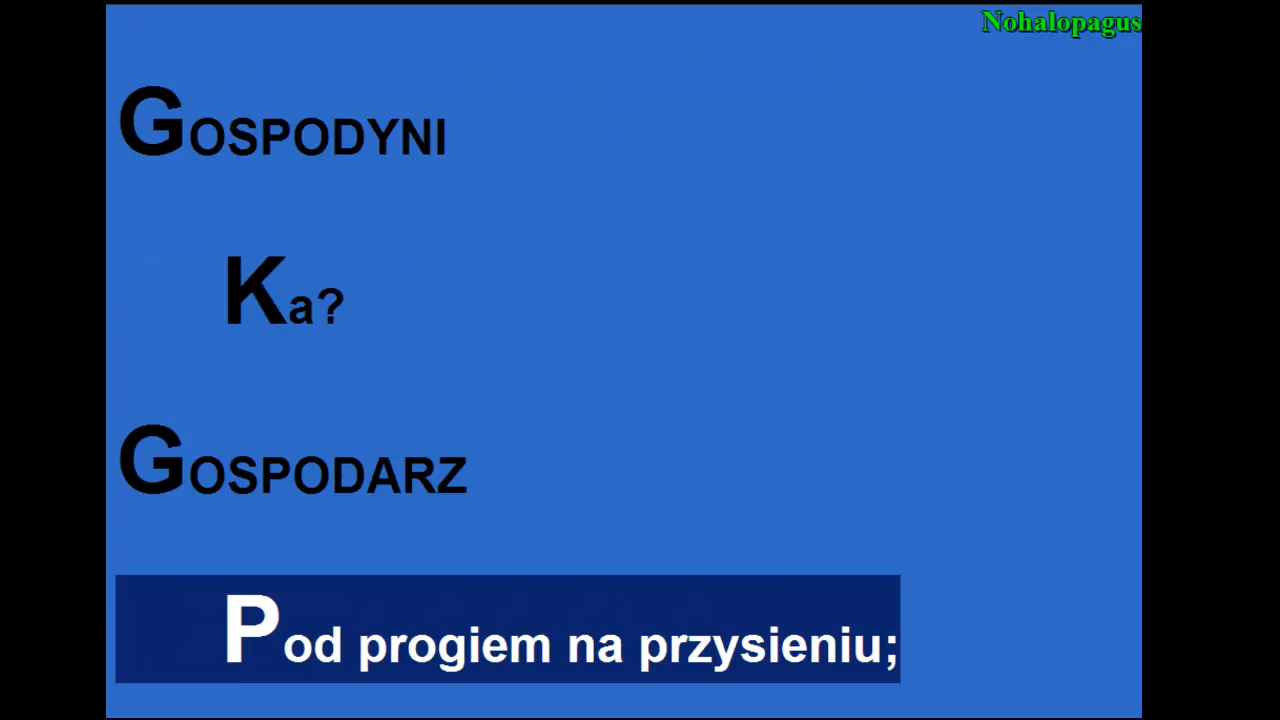 Nohalopagus
GOSPODYNI
Ka?
GOSPODARZ
Pod progiem na przysieniu;